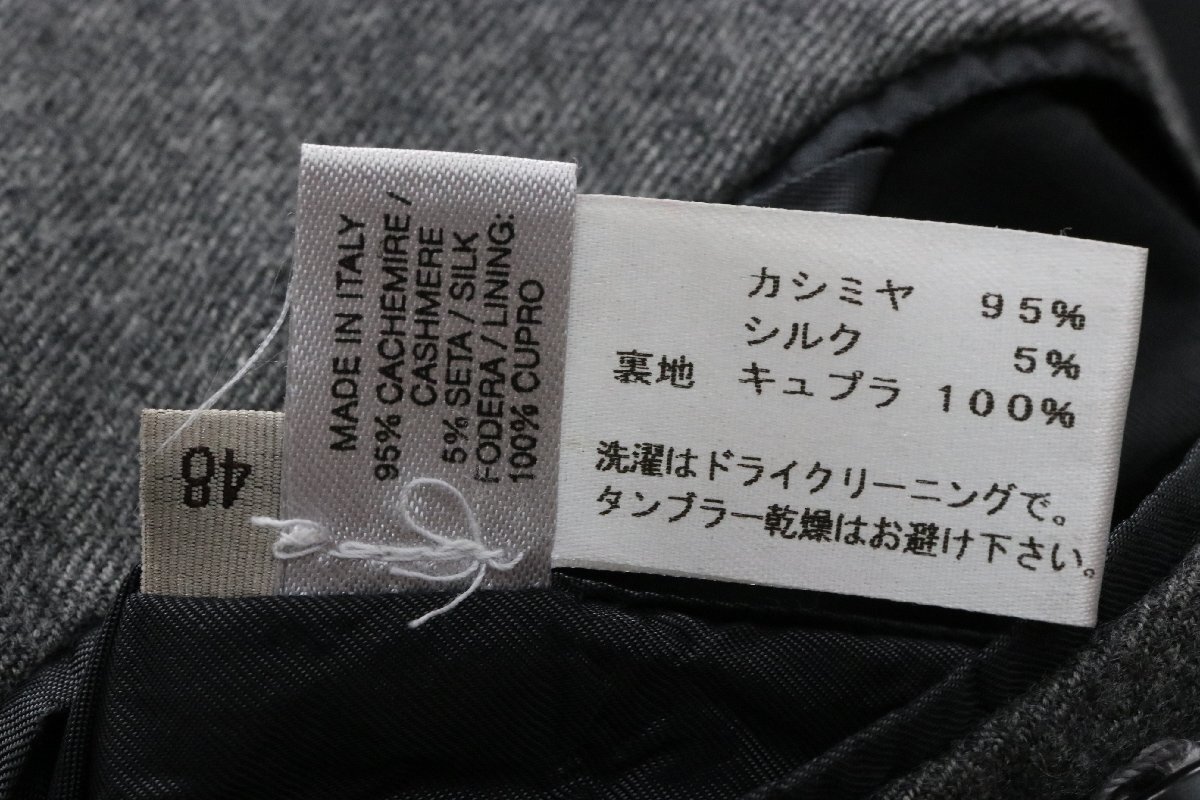 48
MADE IN ITALY
95% CACHEMIRE /
CASHMERE
5% SETA / SILK
FODERA / LINING:
100% CUPRO
カシミヤ 95%
シルク 5%
裏地 キュプラ 100%
洗濯はドライクリーニングで。
タンブラー乾燥はお避け下さい。